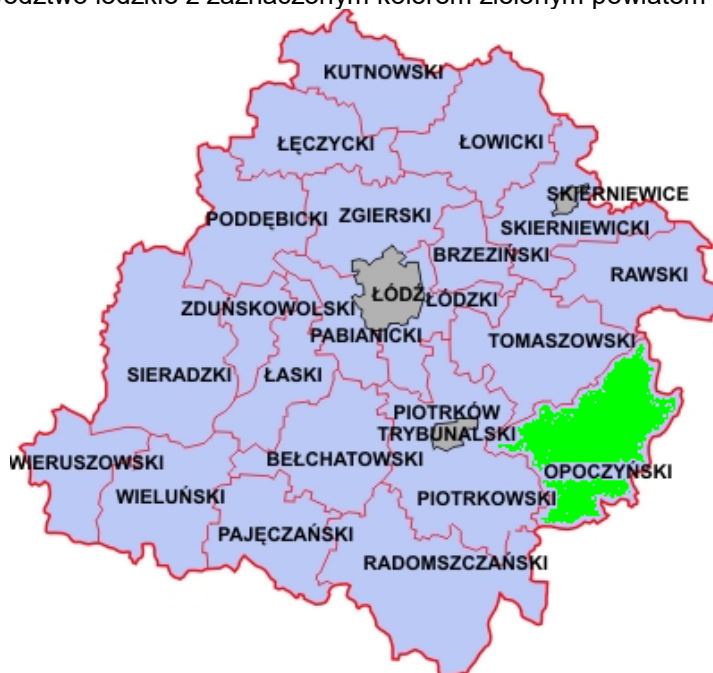 ództwo łódzkie z zaznaczonym kolorem zielonym powiatem
KUTNOWSKI
ŁĘCZYCKI
ŁOWICKI
SKIERNIEWICE
PODDĘBICKI
ZGIERSKI
SKIERNIEWICKI
BRZEZIŃSKI
RAWSKI
ŁÓDŹ
ŁÓDZKI
ZDUŃSKOWOLSKI
PABIANICKI
TOMASZOWSKI
SIERADZKI
ŁASKI
PIOTRKÓW
TRYBUNALSKI
BEŁCHATOWSKI
WIERUSZOWSKI
OPOCZYŃSKI
WIELUŃSKI
PIOTRKOWSKI
PAJĘCZAŃSKI
RADOMSZCZAŃSKI